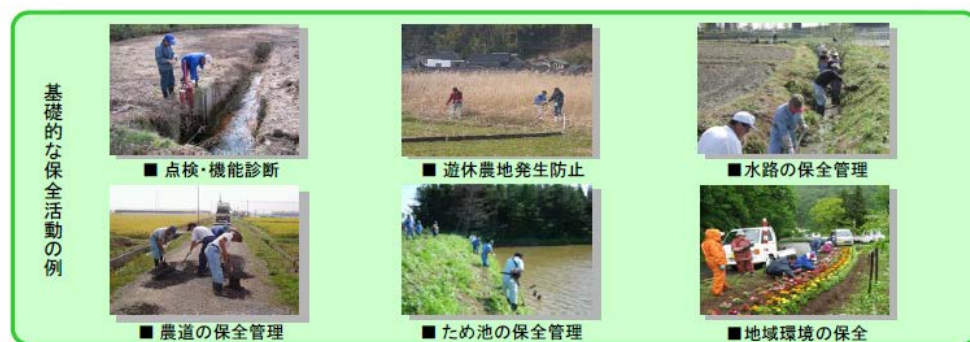 基礎的な保全活動の例
■ 点検・機能診断
■ 遊休農地発生防止
■水路の保全管理
■ 農道の保全管理
■ため池の保全管理
■地域環境の保全